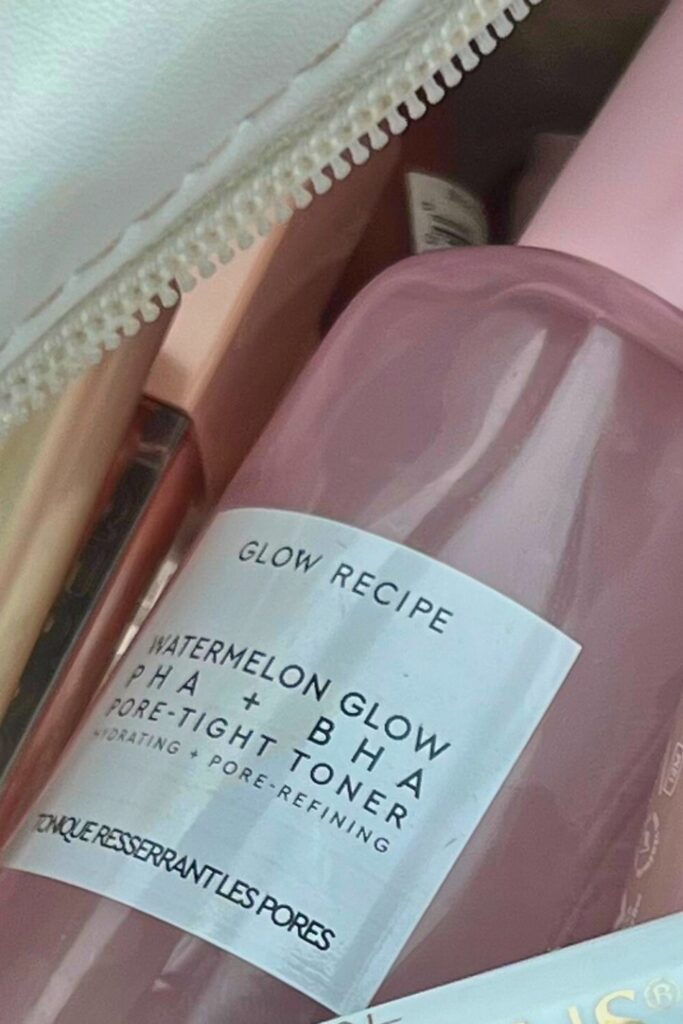 GLOW RECIPE
WATERMELON GLOW
PHA + BHA
PORE-TIGHT TONER
HYDRATING + PORE-REFINING
TONIQUE RESSERRANT LES PORES